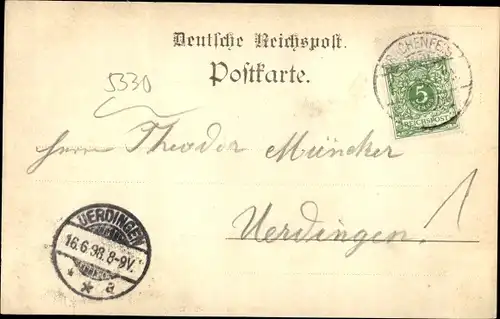 Deutsche Reichspost.
Postkarte.
5330
5
REICHSPOST
Herrn Theodor Müncker
Uerdingen.
UERDINGEN
16.6.98. 8-9V.
* * a